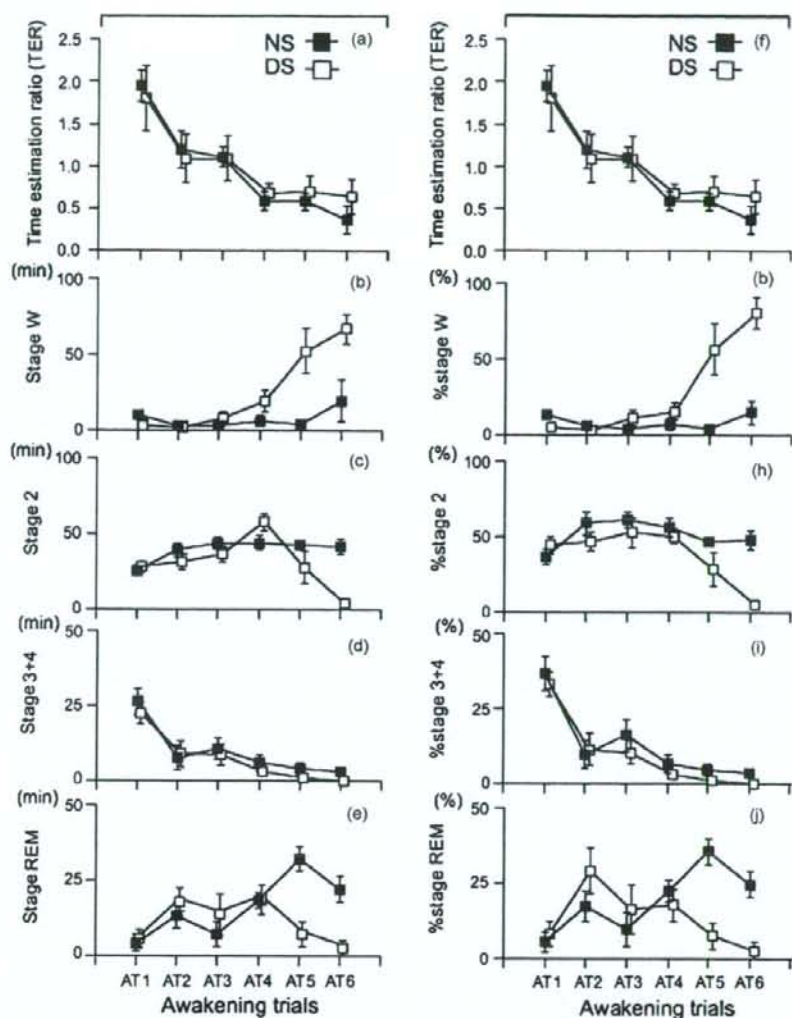 NS
DS
(a)
Time estimation ratio (TER)
2.5
2.0
1.5
1.0
0.5
0.0
(min)
(b)
Stage W
100
50
0
(min)
(c)
Stage 2
100
50
0
(min)
(d)
Stage 3+4
50
25
0
(min)
(e)
Stage REM
50
25
0
AT1 AT2 AT3 AT4 AT5 AT6
Awakening trials
NS
DS
(f)
Time estimation ratio (TER)
2.5
2.0
1.5
1.0
0.5
0.0
(%)
(b)
%stage W
100
50
0
(%)
(h)
%stage 2
100
50
0
(%)
(i)
%stage 3+4
50
25
0
(%)
(j)
%stage REM
50
25
0
AT1 AT2 AT3 AT4 AT5 AT6
Awakening trials